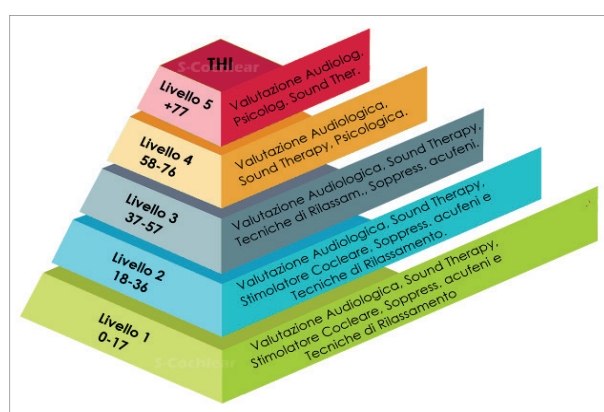 THI
S-Cochlear
Livello 5
+77
Valutazione Audiolog.
Psicolog. Sound Ther.
Livello 4
58-76
Valutazione Audiologica,
Sound Therapy, Psicologica.
Livello 3
37-57
Valutazione Audiologica, Sound Therapy,
Tecniche di Rilassam., Soppress. acufeni.
Livello 2
18-36
Valutazione Audiologica, Sound Therapy,
Stimolatore Cocleare, Soppress. acufeni e
Tecniche di Rilassamento.
Livello 1
0-17
Valutazione Audiologica, Sound Therapy,
Stimolatore Cocleare, Soppress. acufeni e
Tecniche di Rilassamento
S-Cochlear